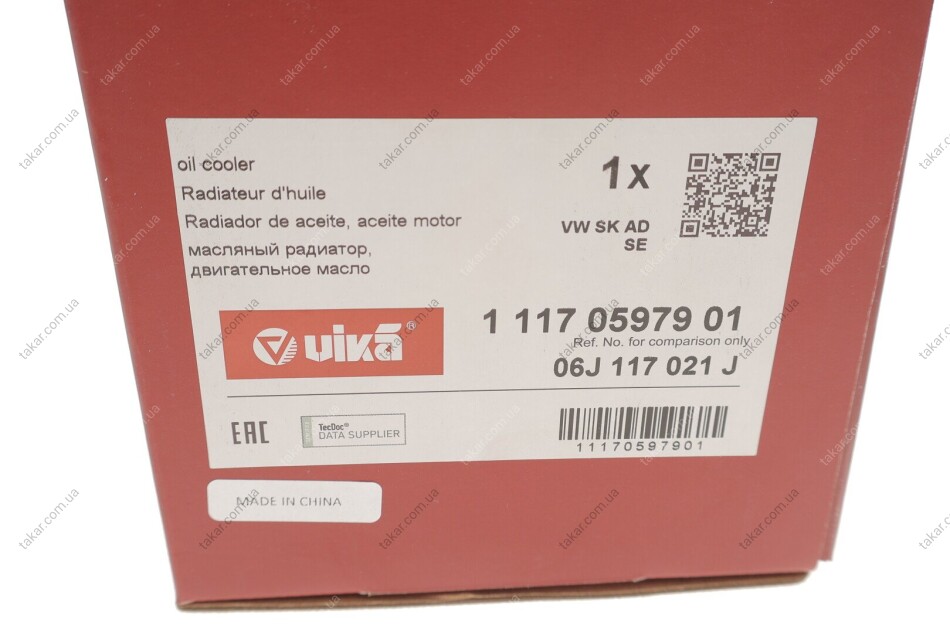 oil cooler
Radiateur d'huile
Radiador de aceite, aceite motor
масляный радиатор,
двигательное масло
1x
VW SK AD
SE
vika®
1 117 05979 01
Ref. No. for comparison only
06J 117 021 J
EAC
TecDoc®
DATA SUPPLIER
11170597901
MADE IN CHINA
takar.com.ua